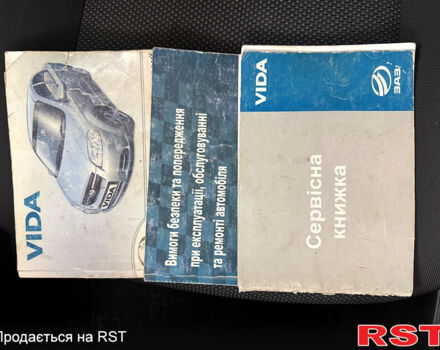 VIDA
VIDA
Вимоги безпеки та попередження
при експлуатації, обслуговуванні
та ремонті автомобіля
VIDA
ЗАЗ
Сервісна
книжка
Продається на RST
RST